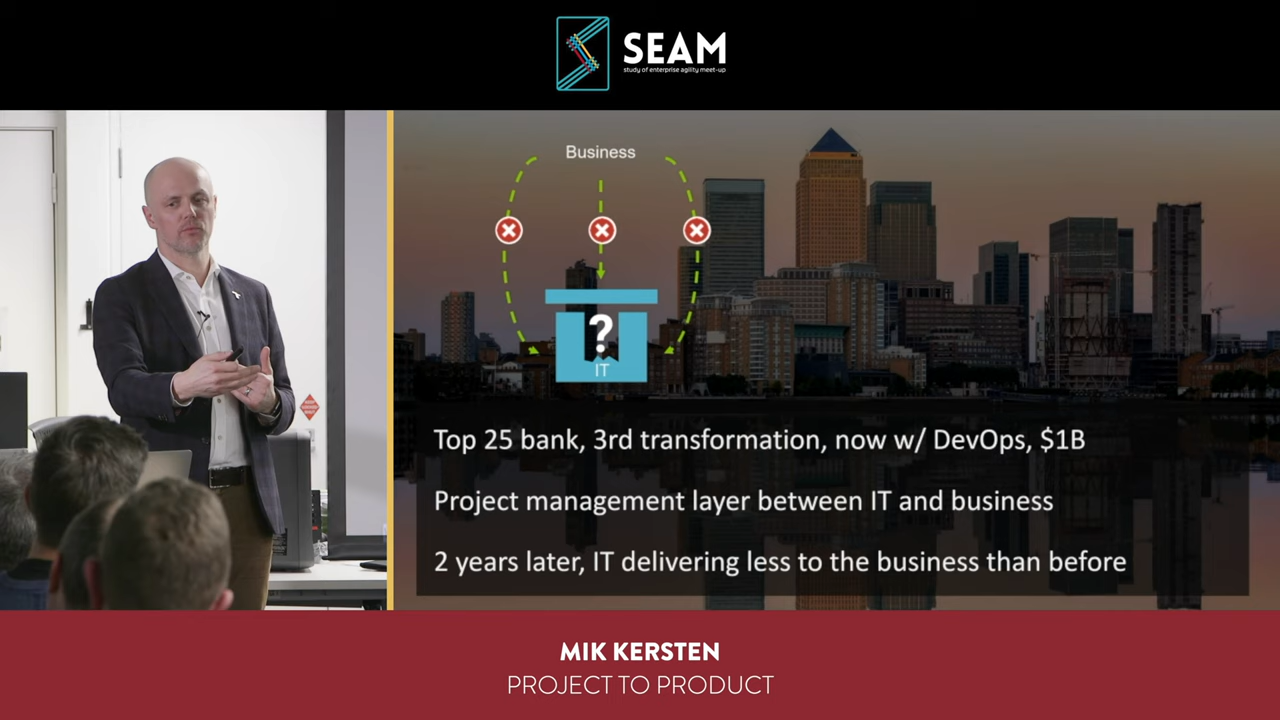 SEAM
study of enterprise agility meet-up
Business
?
IT
Top 25 bank, 3rd transformation, now w/ DevOps, $1B
Project management layer between IT and business
2 years later, IT delivering less to the business than before
MIK KERSTEN
PROJECT TO PRODUCT